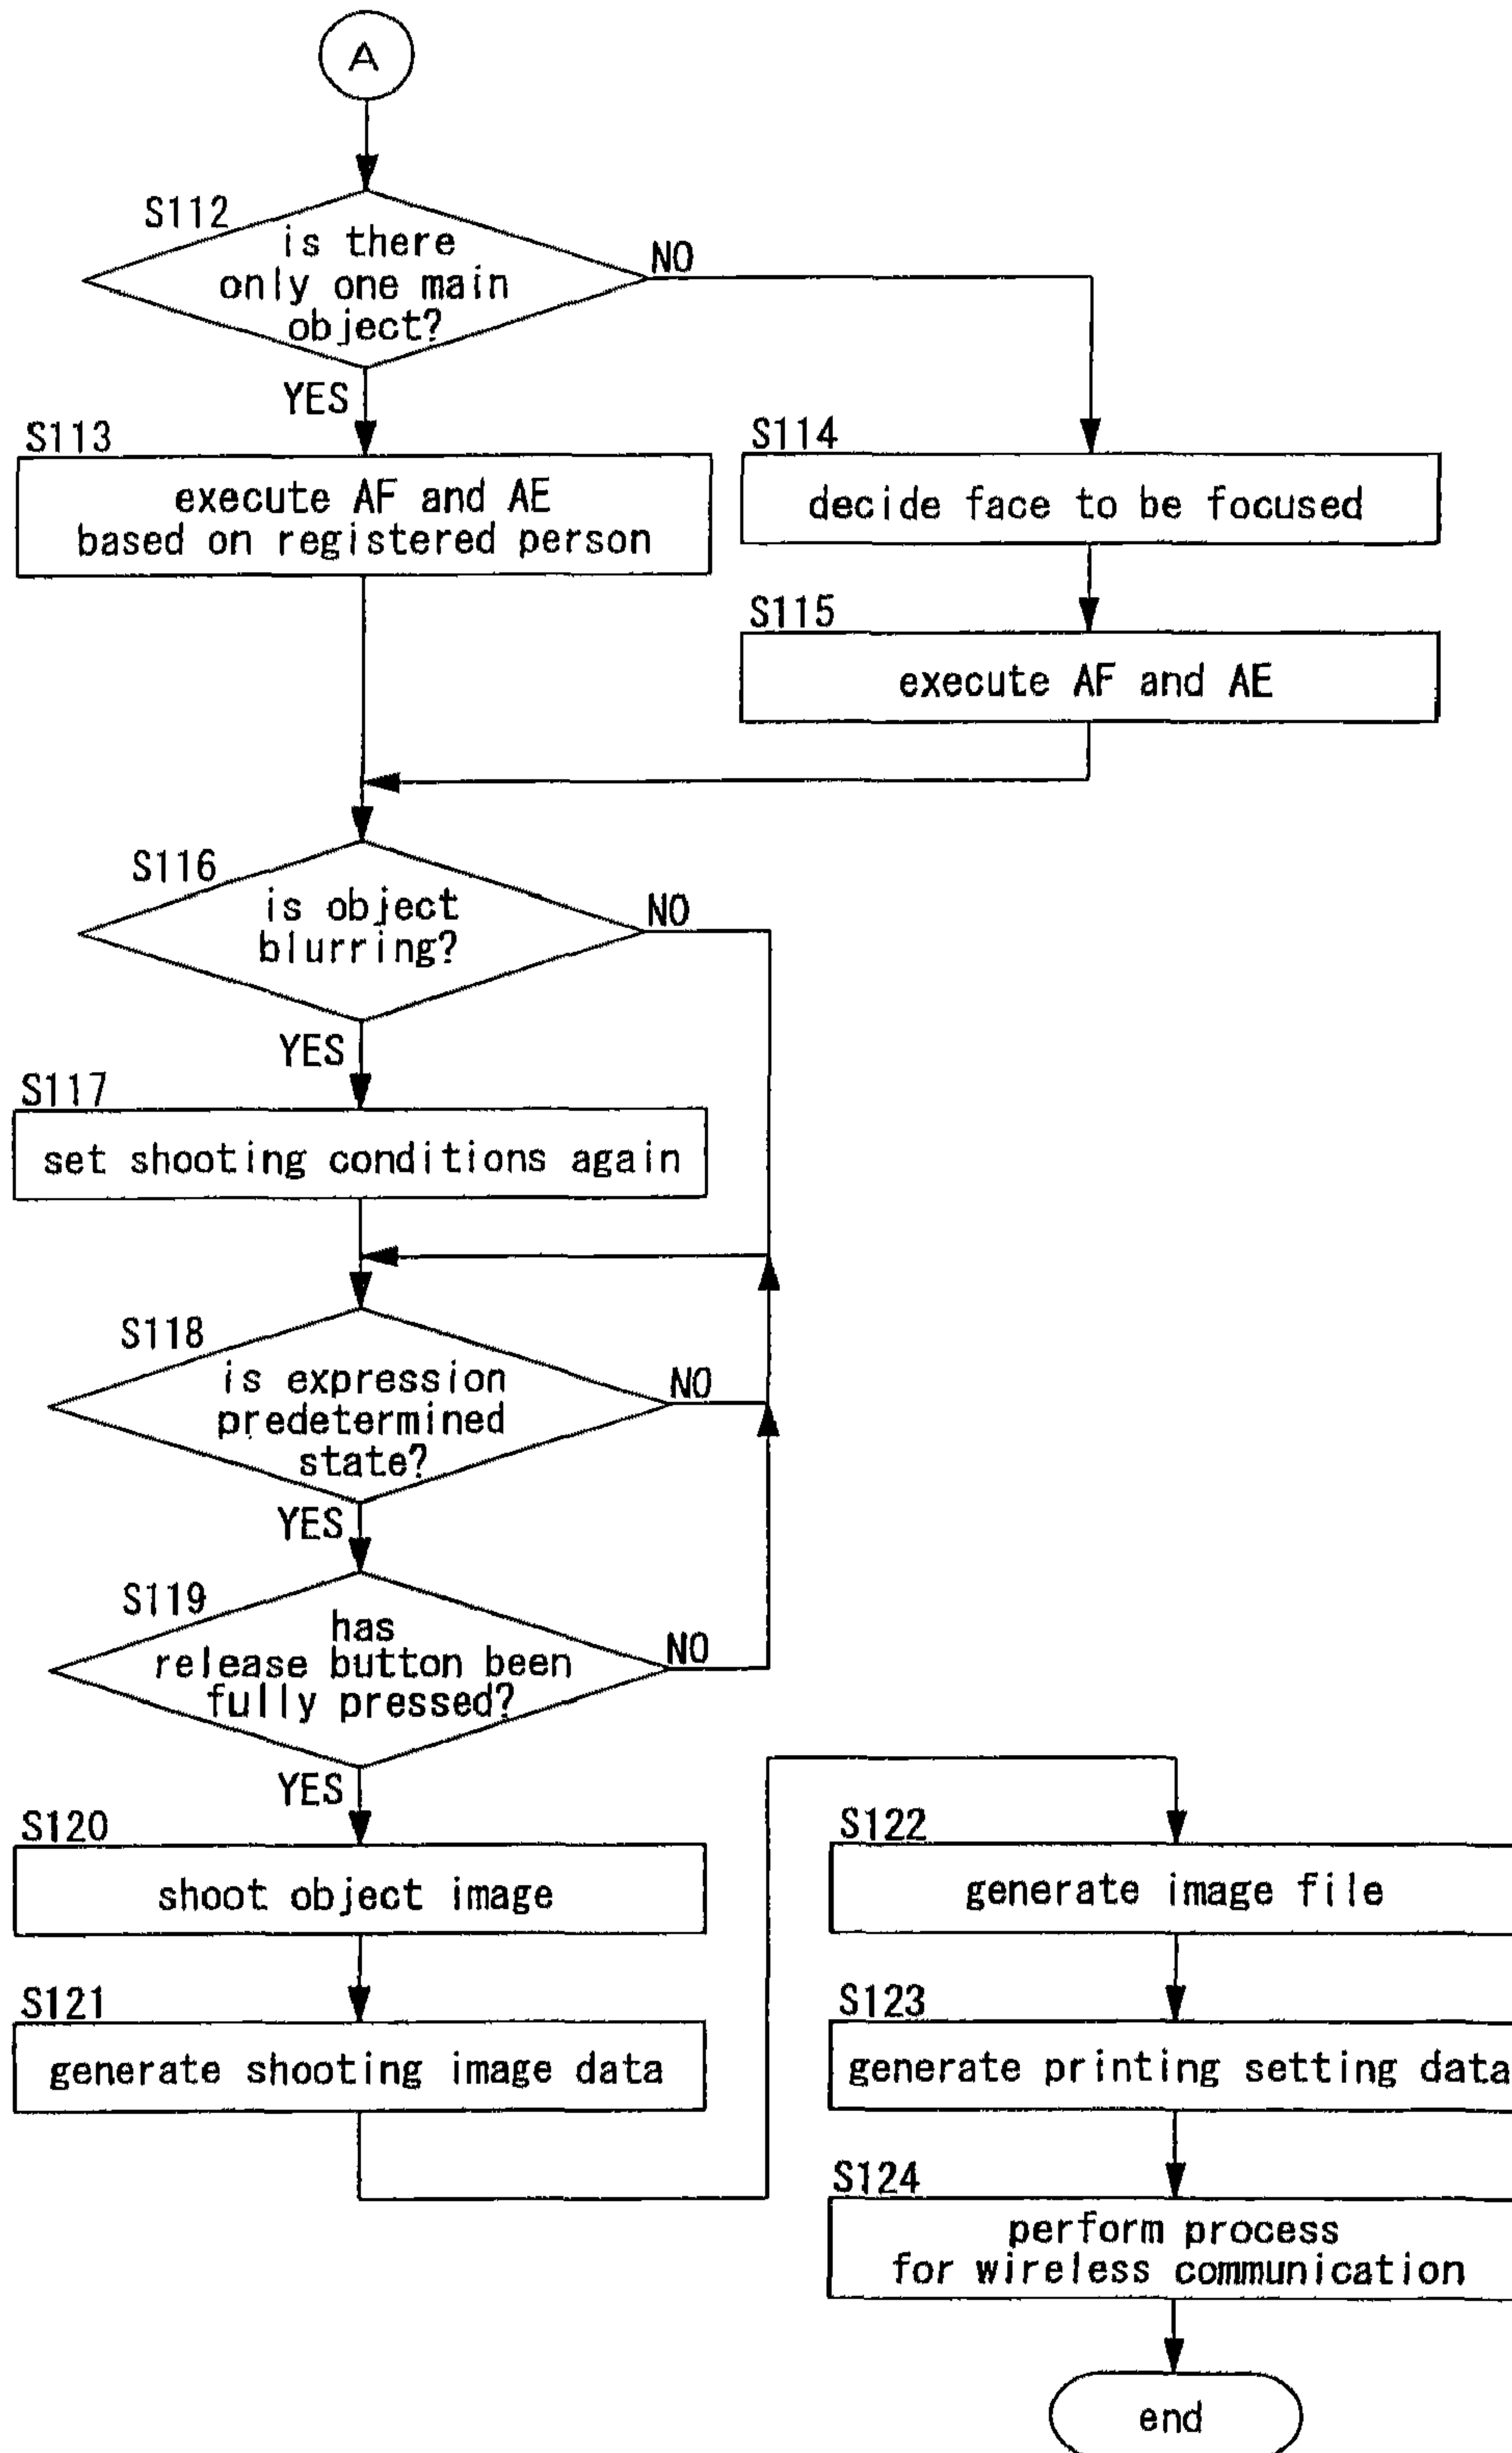 A
S112
is there
only one main
object?
NO
YES
S113
execute AF and AE
based on registered person
S114
decide face to be focused
S115
execute AF and AE
S116
is object
blurring?
NO
YES
S117
set shooting conditions again
S118
is expression
predetermined
state?
NO
YES
S119
has
release button been
fully pressed?
NO
YES
S120
shoot object image
S121
generate shooting image data
S122
generate image file
S123
generate printing setting data
S124
perform process
for wireless communication
end